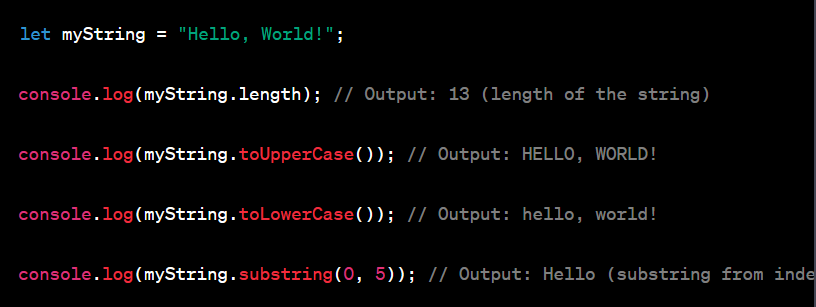 let myString = "Hello, World!";
console.log(myString.length); // Output: 13 (length of the string)
console.log(myString.toUpperCase()); // Output: HELLO, WORLD!
console.log(myString.toLowerCase()); // Output: hello, world!
console.log(myString.substring(0, 5)); // Output: Hello (substring from inde